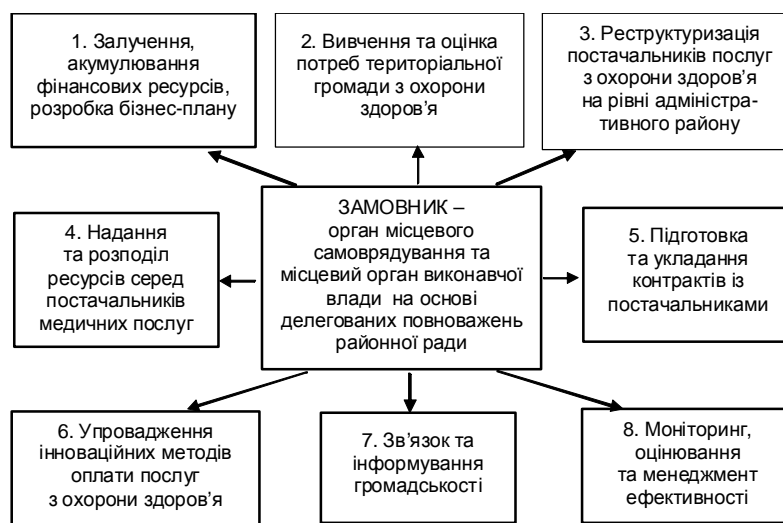 1. Залучення,
акумулювання
фінансових ресурсів,
розробка бізнес-плану
2. Вивчення та оцінка
потреб територіальної
громади з охорони
здоров’я
3. Реструктуризація
постачальників послуг
з охорони здоров’я
на рівні адміністра-
тивного району
4. Надання
та розподіл
ресурсів серед
постачальників
медичних послуг
ЗАМОВНИК –
орган місцевого
самоврядування та
місцевий орган виконавчої
влади на основі
делегованих повноважень
районної ради
5. Підготовка
та укладання
контрактів із
постачальниками
6. Упровадження
інноваційних методів
оплати послуг
з охорони здоров’я
7. Зв’язок та
інформування
громадськості
8. Моніторинг,
оцінювання
та менеджмент
ефективності